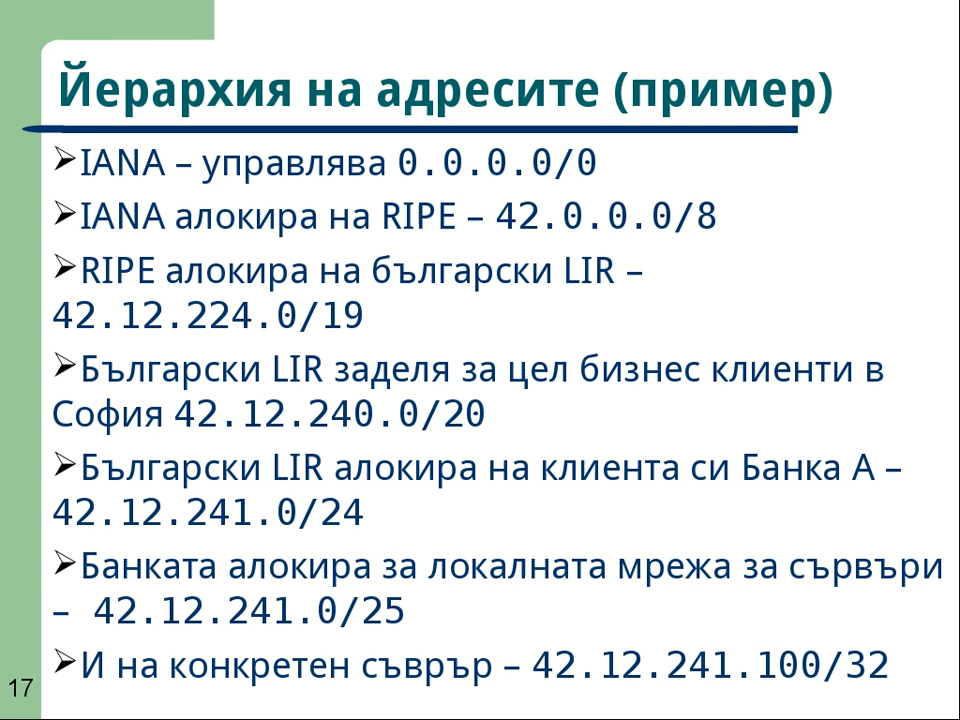 Йерархия на адресите (пример)
➢IANA – управлява 0.0.0.0/0
➢IANA алокира на RIPE – 42.0.0.0/8
➢RIPE алокира на български LIR –
42.12.224.0/19
➢Български LIR заделя за цел бизнес клиенти в
София 42.12.240.0/20
➢Български LIR алокира на клиента си Банка А –
42.12.241.0/24
➢Банката алокира за локалната мрежа за сървъри
– 42.12.241.0/25
➢И на конкретен съврър – 42.12.241.100/32
17